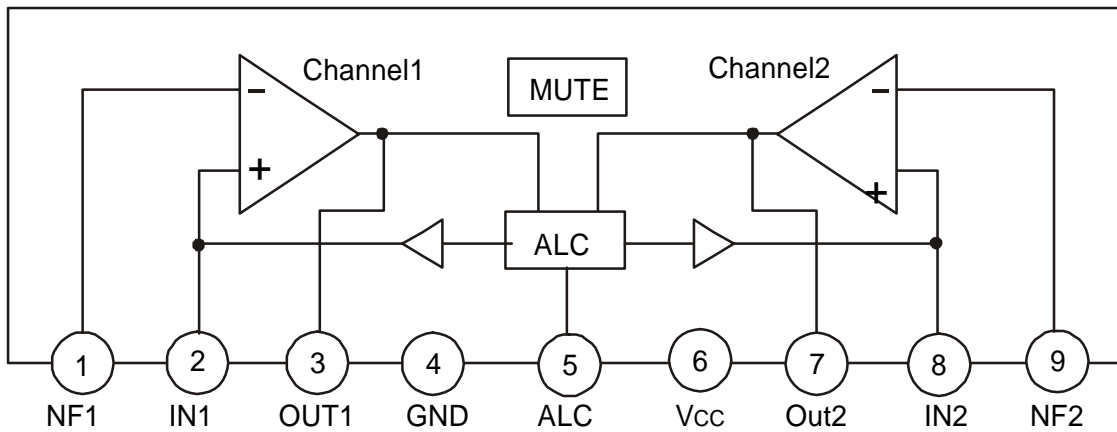 Channel1
MUTE
Channel2
−
−
+
+
ALC
1 2 3 4 5 6 7 8 9
NF1 IN1 OUT1 GND ALC VCC Out2 IN2 NF2